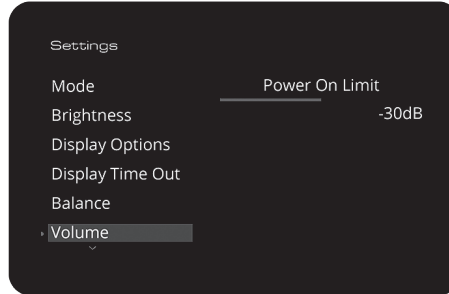 Settings
Mode
Brightness
Display Options
Display Time Out
Balance
Volume
Power On Limit
-30dB